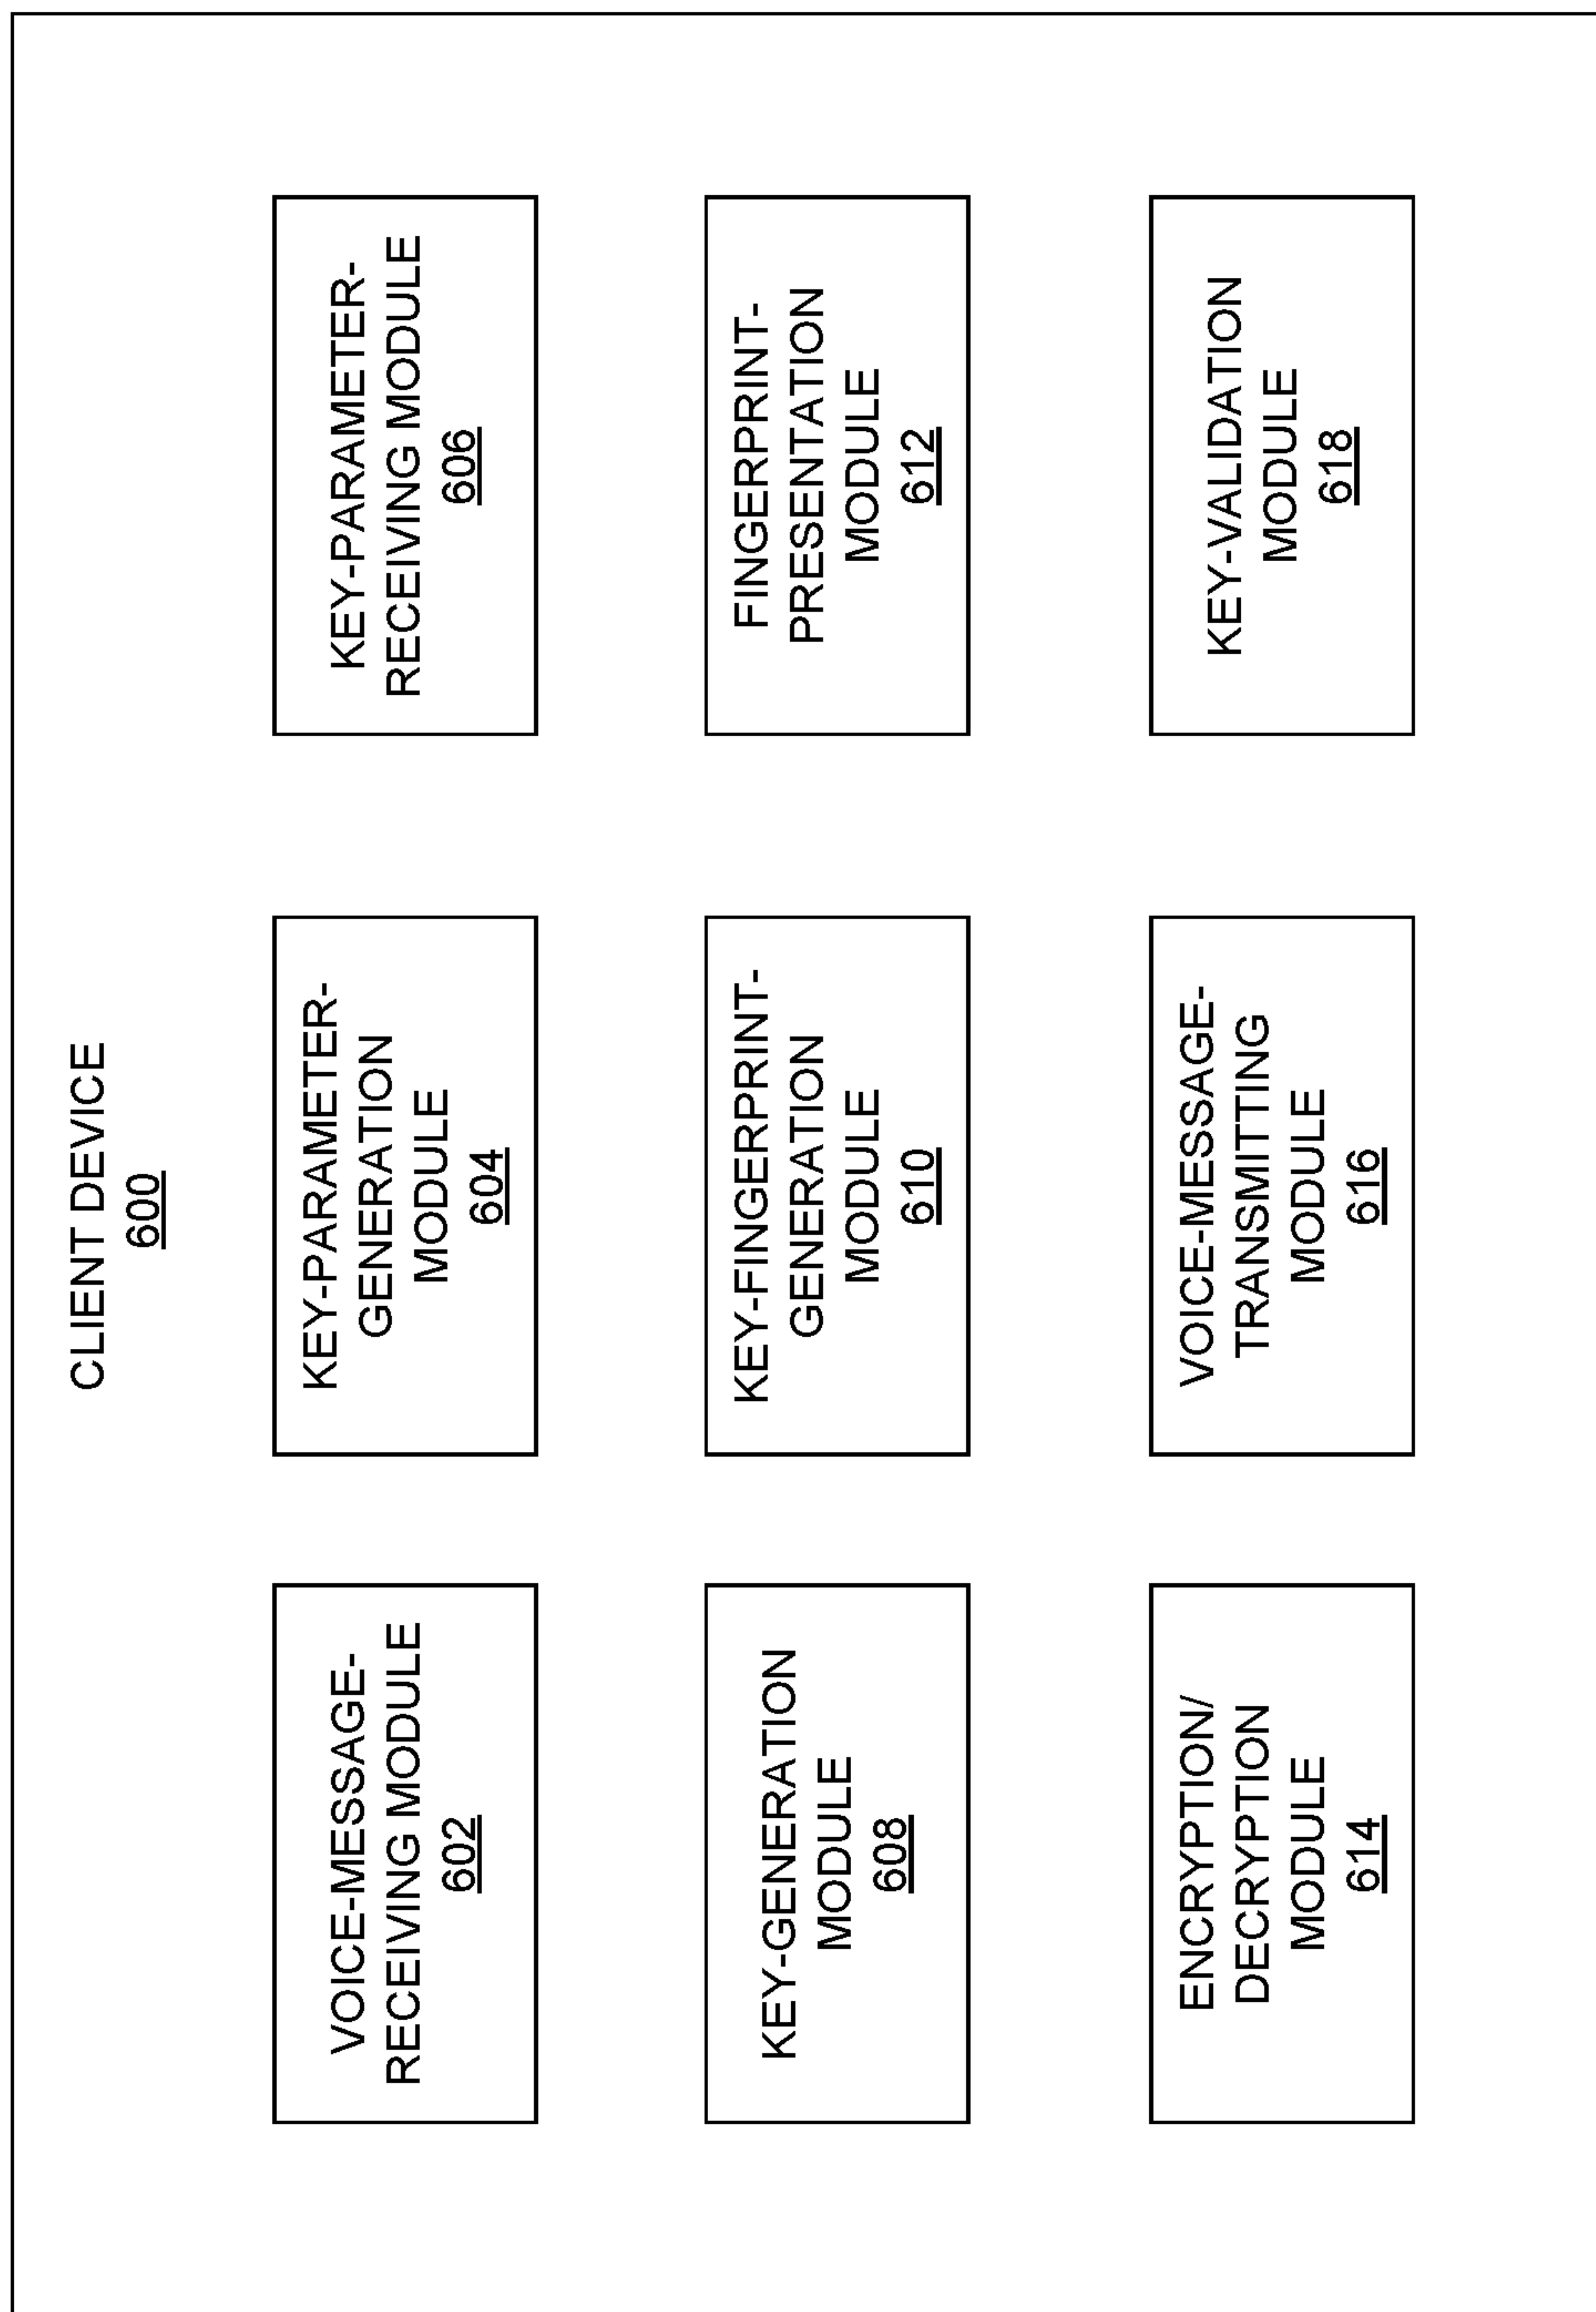 CLIENT DEVICE
600
VOICE-MESSAGE-
RECEIVING MODULE
602
KEY-PARAMETER-
GENERATION
MODULE
604
KEY-PARAMETER-
RECEIVING MODULE
606
KEY-GENERATION
MODULE
608
KEY-FINGERPRINT-
GENERATION
MODULE
610
FINGERPRINT-
PRESENTATION
MODULE
612
ENCRYPTION/
DECRYPTION
MODULE
614
VOICE-MESSAGE-
TRANSMITTING
MODULE
616
KEY-VALIDATION
MODULE
618